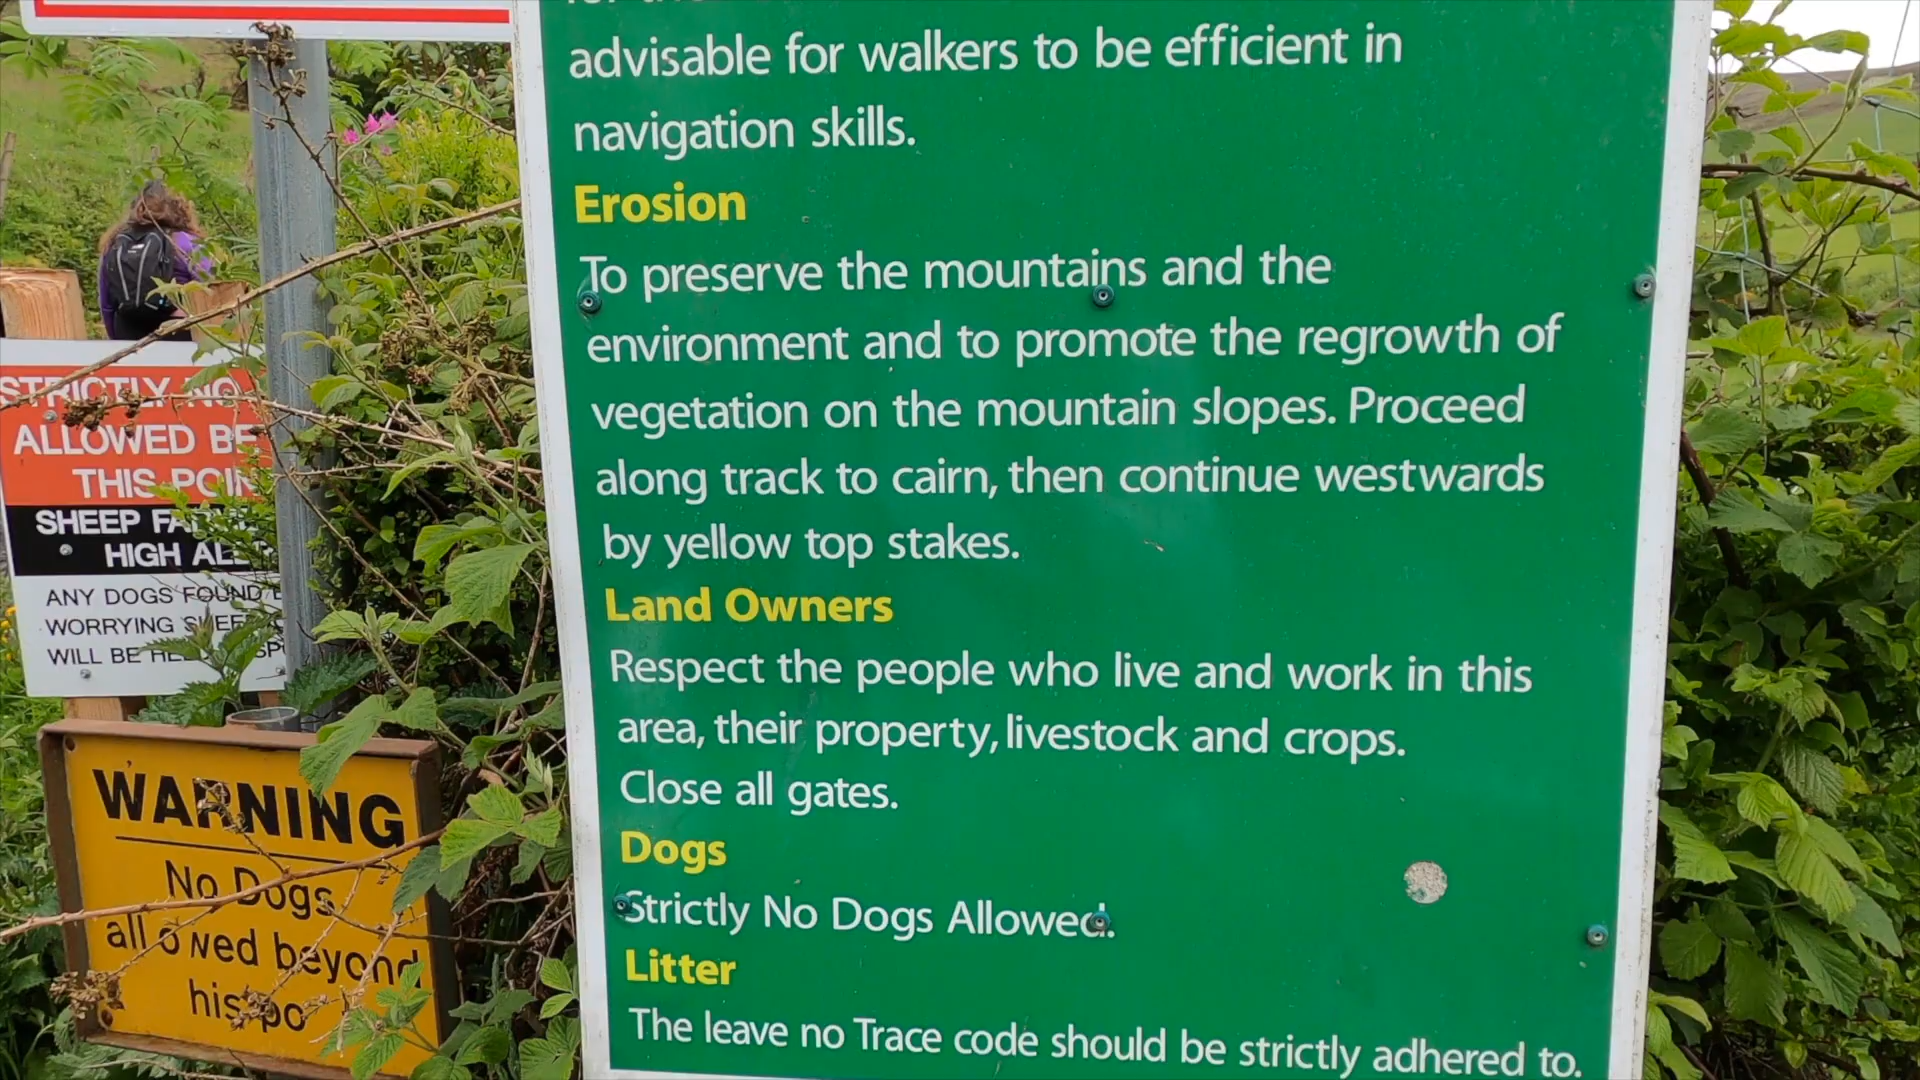 advisable for walkers to be efficient in
navigation skills.
Erosion
To preserve the mountains and the
environment and to promote the regrowth of
vegetation on the mountain slopes. Proceed
along track to cairn, then continue westwards
by yellow top stakes.
Land Owners
Respect the people who live and work in this
area, their property, livestock and crops.
Close all gates.
Dogs
Strictly No Dogs Allowed.
Litter
The leave no Trace code should be strictly adhered to.
STRICTLY NO
ALLOWED BE
THIS POIN
SHEEP FA
HIGH AL
ANY DOGS FOUND
WORRYING SHEEP
WILL BE
WARNING
No Dogs
allowed beyond
his po